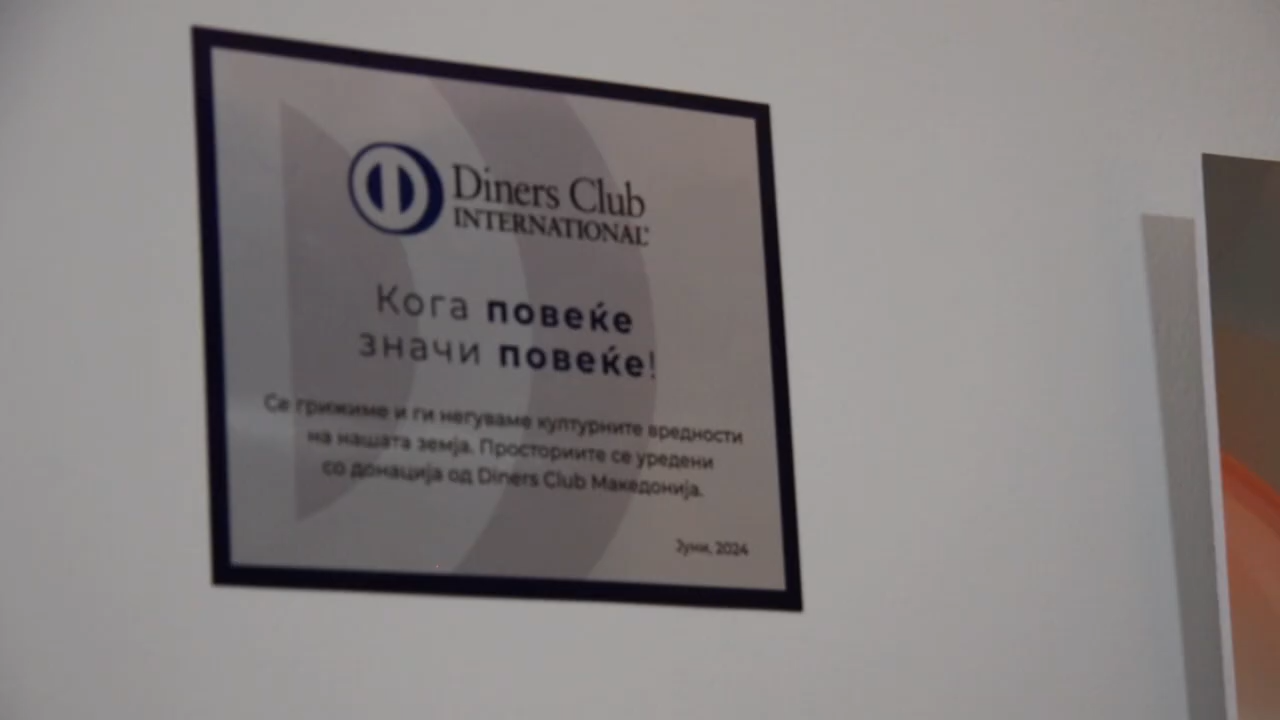 Diners Club
INTERNATIONAL®
Кога повеќе
значи повеќе!
Се грижиме и ги негуваме културните вредности
на нашата земја. Просториите се уредени
со донација од Diners Club Македонија.
Јуни, 2024